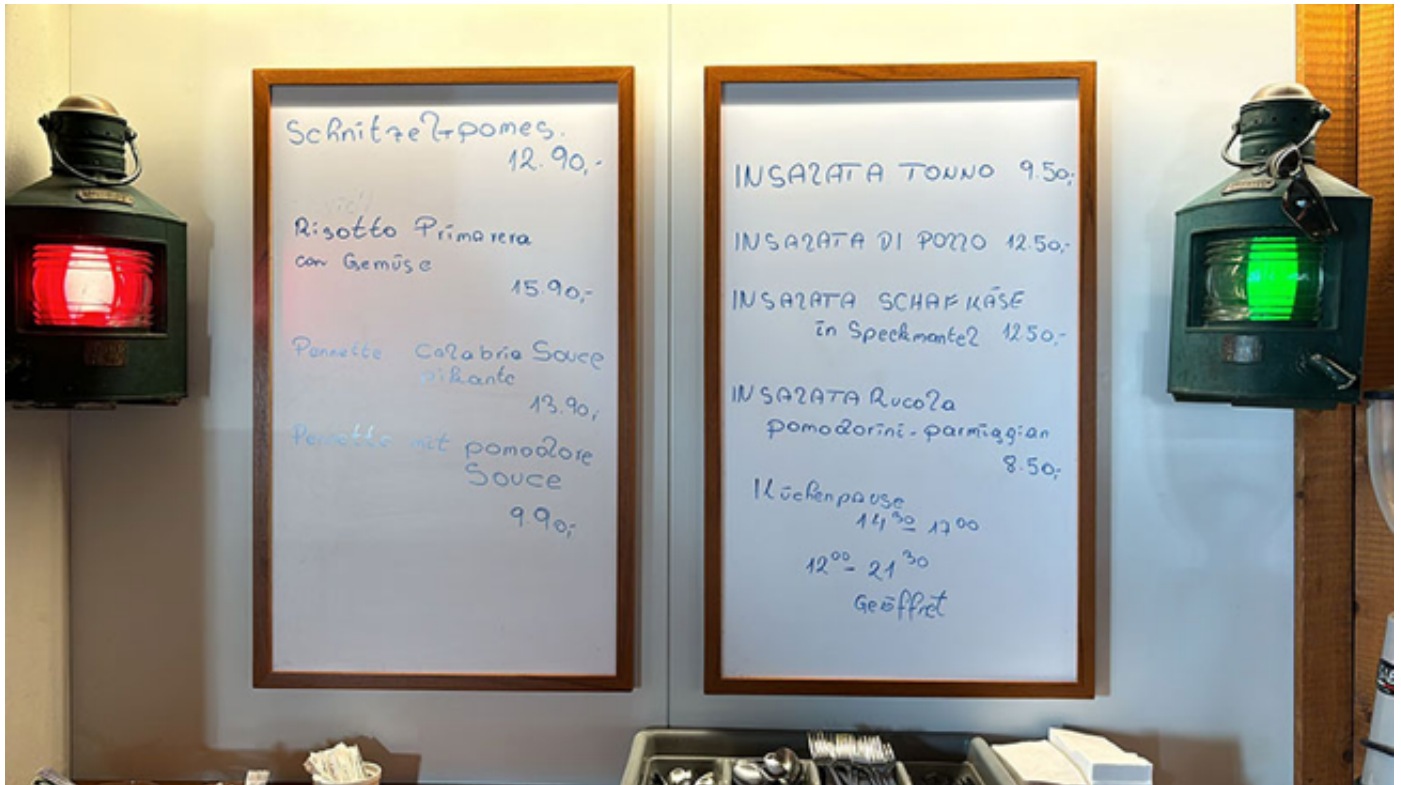 Schnitzel+pomes.
12.90,-
Risotto Primavera
con Gemüse
15.90,-
Pennette Calabria Souce
pikante
13.90,-
Pennette mit pomodore
Souce
9.90,-
INSALATA TONNO 9.50,-
INSALATA DI POZZO 12.50,-
INSALATA SCHAFKÄSE
in Speckmantel 12.50,-
INSALATA Rucola
pomodorini-parmiggian
8.50,-
Küchenpause
14³⁰ - 17⁰⁰
12⁰⁰ - 21³⁰
Geöffnet